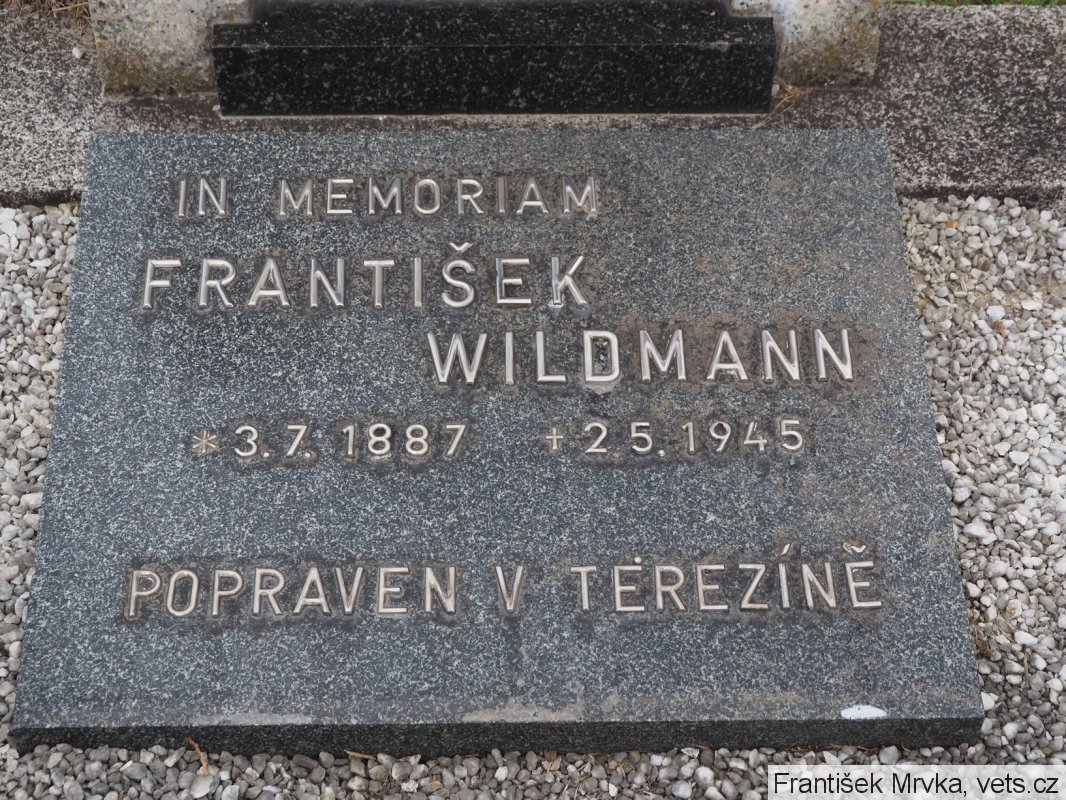 IN MEMORIAM
FRANTIŠEK
WILDMANN
* 3.7. 1887 + 2.5. 1945
POPRAVEN V TEREZÍNĚ
František Mrvka, vets.cz